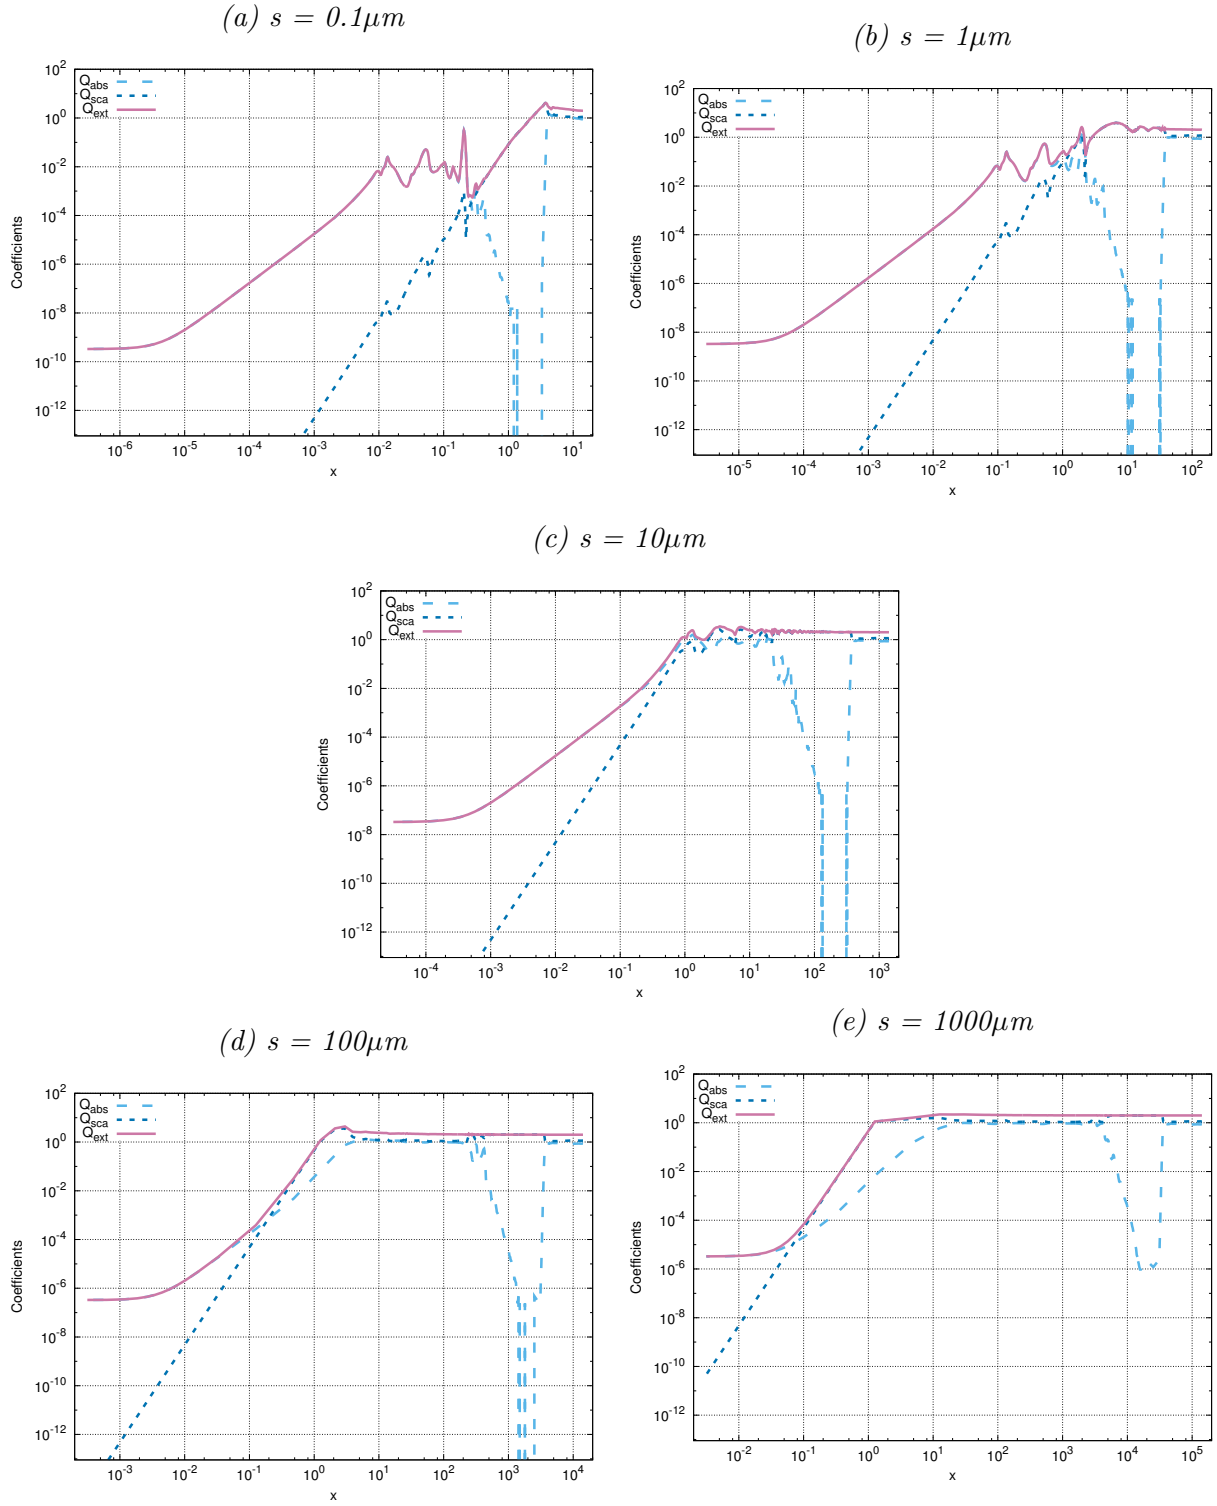 (a) s = 0.1μm
10^2
10^0
10^-2
10^-4
10^-6
10^-8
10^-10
10^-12
Coefficients
Q_abs
Q_sca
Q_ext
10^-6 10^-5 10^-4 10^-3 10^-2 10^-1 10^0 10^1
x
(b) s = 1μm
10^2
10^0
10^-2
10^-4
10^-6
10^-8
10^-10
10^-12
Coefficients
Q_abs
Q_sca
Q_ext
10^-5 10^-4 10^-3 10^-2 10^-1 10^0 10^1 10^2
x
(c) s = 10μm
10^2
10^0
10^-2
10^-4
10^-6
10^-8
10^-10
10^-12
Coefficients
Q_abs
Q_sca
Q_ext
10^-4 10^-3 10^-2 10^-1 10^0 10^1 10^2 10^3
x
(d) s = 100μm
10^2
10^0
10^-2
10^-4
10^-6
10^-8
10^-10
10^-12
Coefficients
Q_abs
Q_sca
Q_ext
10^-3 10^-2 10^-1 10^0 10^1 10^2 10^3 10^4
x
(e) s = 1000μm
10^2
10^0
10^-2
10^-4
10^-6
10^-8
10^-10
10^-12
Coefficients
Q_abs
Q_sca
Q_ext
10^-2 10^-1 10^0 10^1 10^2 10^3 10^4 10^5
x